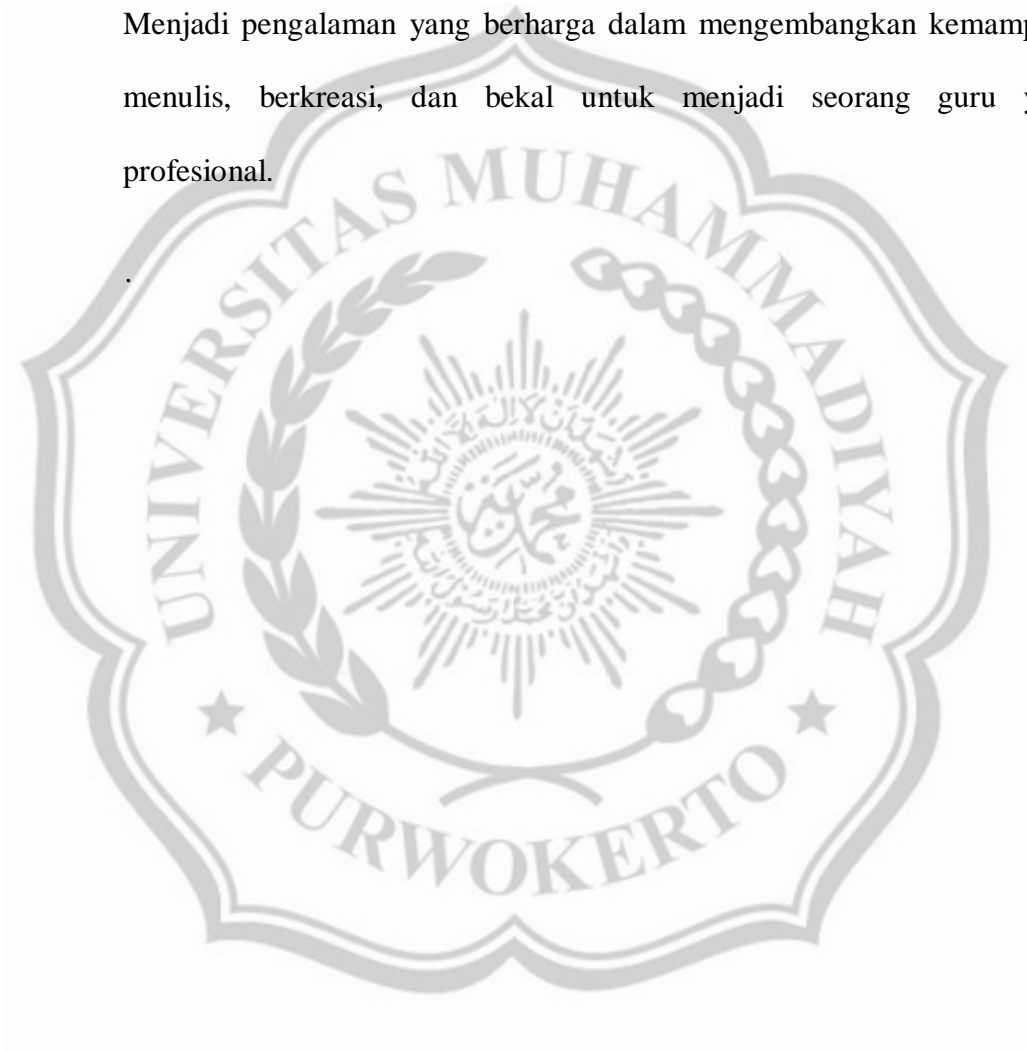 Menjadi pengalaman yang berharga dalam mengembangkan kemamp
menulis, berkreasi, dan bekal untuk menjadi seorang guru y
profesional.
.
UNIVERSITAS MUHAMMADIYAH
محمد
PURWOKERTO